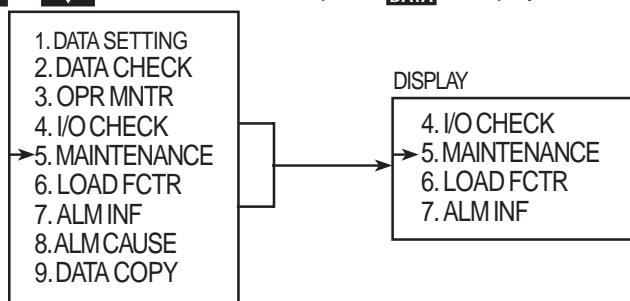 DATA
1. DATA SETTING
2. DATA CHECK
3. OPR MNTR
4. I/O CHECK
5. MAINTENANCE
6. LOAD FCTR
7. ALM INF
8. ALM CAUSE
9. DATA COPY
DISPLAY
4. I/O CHECK
5. MAINTENANCE
6. LOAD FCTR
7. ALM INF